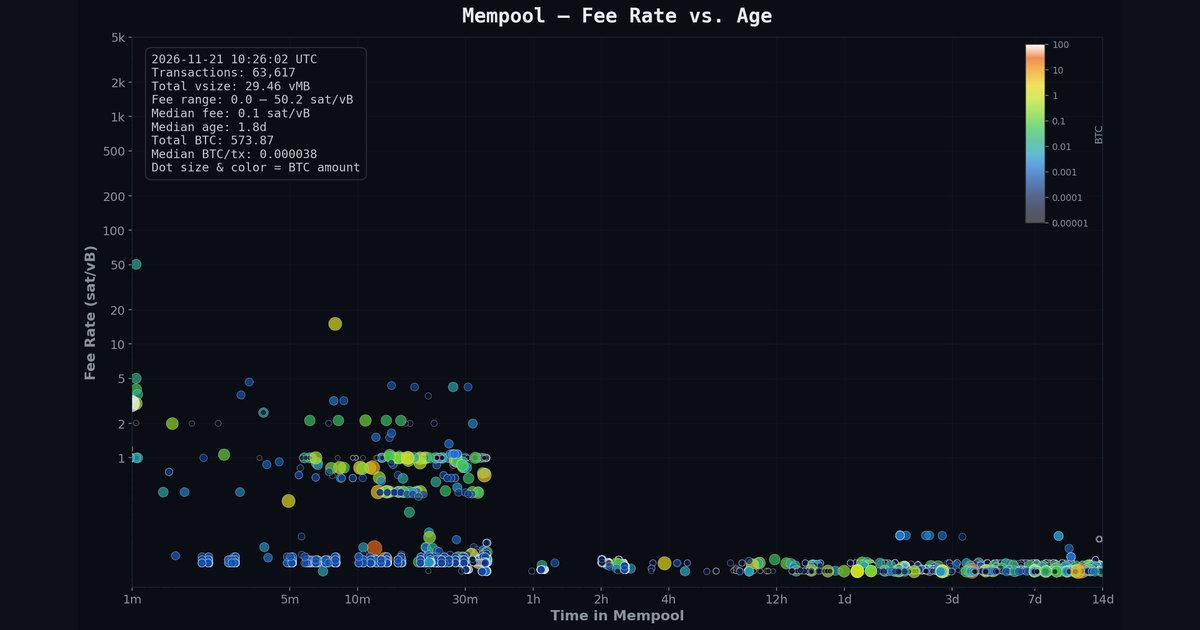 Mempool — Fee Rate vs. Age
2026-11-21 10:26:02 UTC
Transactions: 63,617
Total vsize: 29.46 vMB
Fee range: 0.0 – 50.2 sat/vB
Median fee: 0.1 sat/vB
Median age: 1.8d
Total BTC: 573.87
Median BTC/tx: 0.000038
Dot size & color = BTC amount
100
10
1
0.1
0.01
0.001
0.0001
0.00001
BTC
Fee Rate (sat/vB)
5k
2k
1k
500
200
100
50
20
10
5
2
1
1m 5m 10m 30m 1h 2h 4h 12h 1d 3d 7d 14d
Time in Mempool